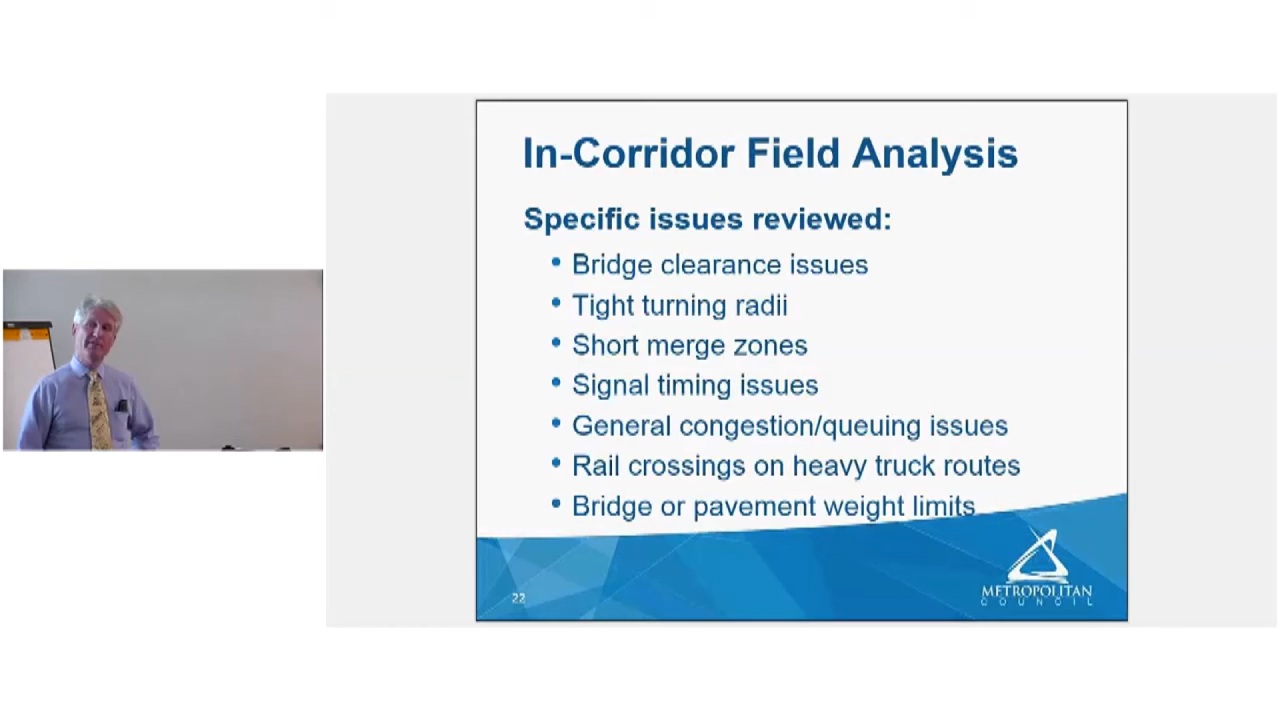 In-Corridor Field Analysis
Specific issues reviewed:
• Bridge clearance issues
• Tight turning radii
• Short merge zones
• Signal timing issues
• General congestion/queuing issues
• Rail crossings on heavy truck routes
• Bridge or pavement weight limits
22
METROPOLITAN
COUNCIL